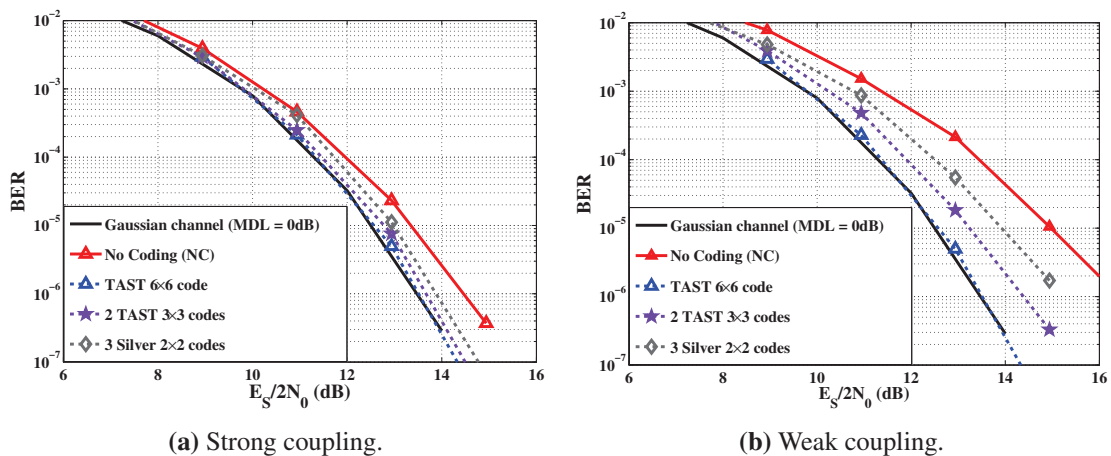 10⁻²
10⁻³
10⁻⁴
10⁻⁵
10⁻⁶
10⁻⁷
BER
Gaussian channel (MDL = 0dB)
No Coding (NC)
TAST 6×6 code
2 TAST 3×3 codes
3 Silver 2×2 codes
6 8 10 12 14 16
E_S/2N_0 (dB)
(a) Strong coupling.
10⁻²
10⁻³
10⁻⁴
10⁻⁵
10⁻⁶
10⁻⁷
BER
Gaussian channel (MDL = 0dB)
No Coding (NC)
TAST 6×6 code
2 TAST 3×3 codes
3 Silver 2×2 codes
6 8 10 12 14 16
E_S/2N_0 (dB)
(b) Weak coupling.